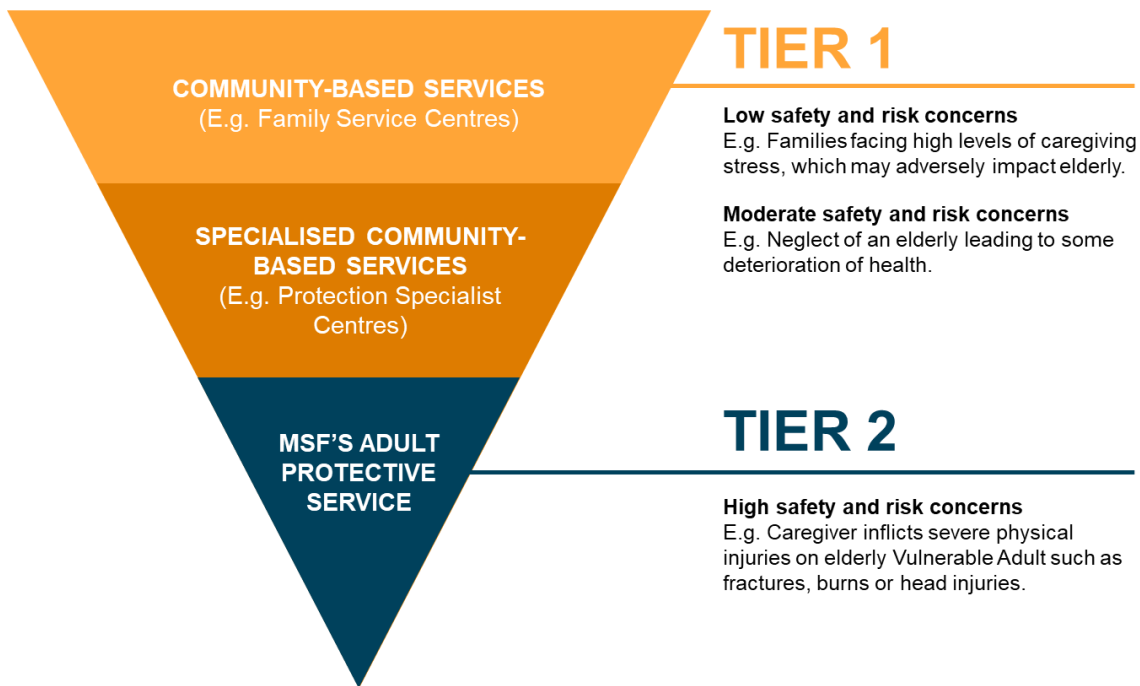 COMMUNITY-BASED SERVICES
(E.g. Family Service Centres)
SPECIALISED COMMUNITY-
BASED SERVICES
(E.g. Protection Specialist
Centres)
MSF'S ADULT
PROTECTIVE
SERVICE
TIER 1
Low safety and risk concerns
E.g. Families facing high levels of caregiving
stress, which may adversely impact elderly.
Moderate safety and risk concerns
E.g. Neglect of an elderly leading to some
deterioration of health.
TIER 2
High safety and risk concerns
E.g. Caregiver inflicts severe physical
injuries on elderly Vulnerable Adult such as
fractures, burns or head injuries.